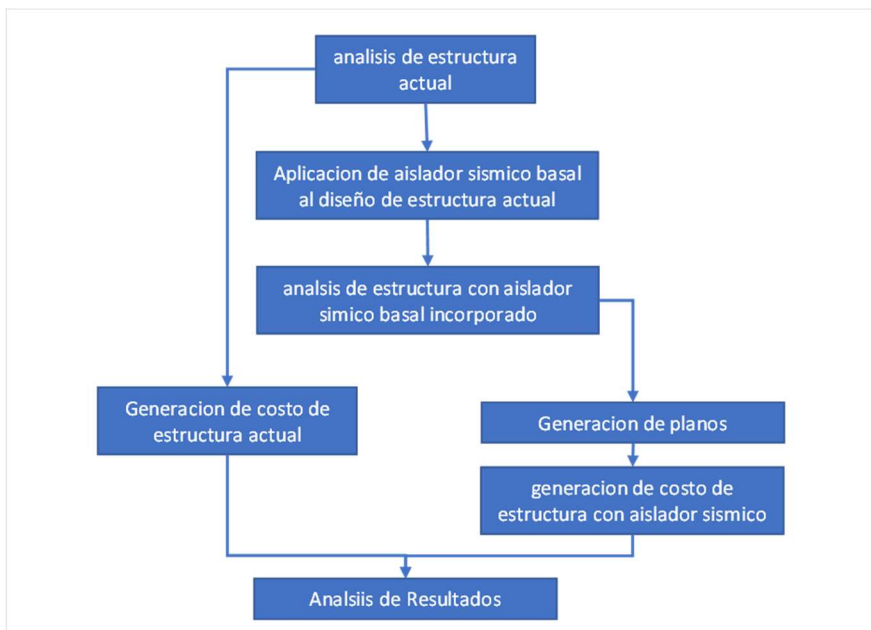 analisis de estructura
actual
Aplicacion de aislador sismico basal
al diseño de estructura actual
analsis de estructura con aislador
simico basal incorporado
Generacion de costo de
estructura actual
Generacion de planos
generacion de costo de
estructura con aislador sismico
Analsiis de Resultados